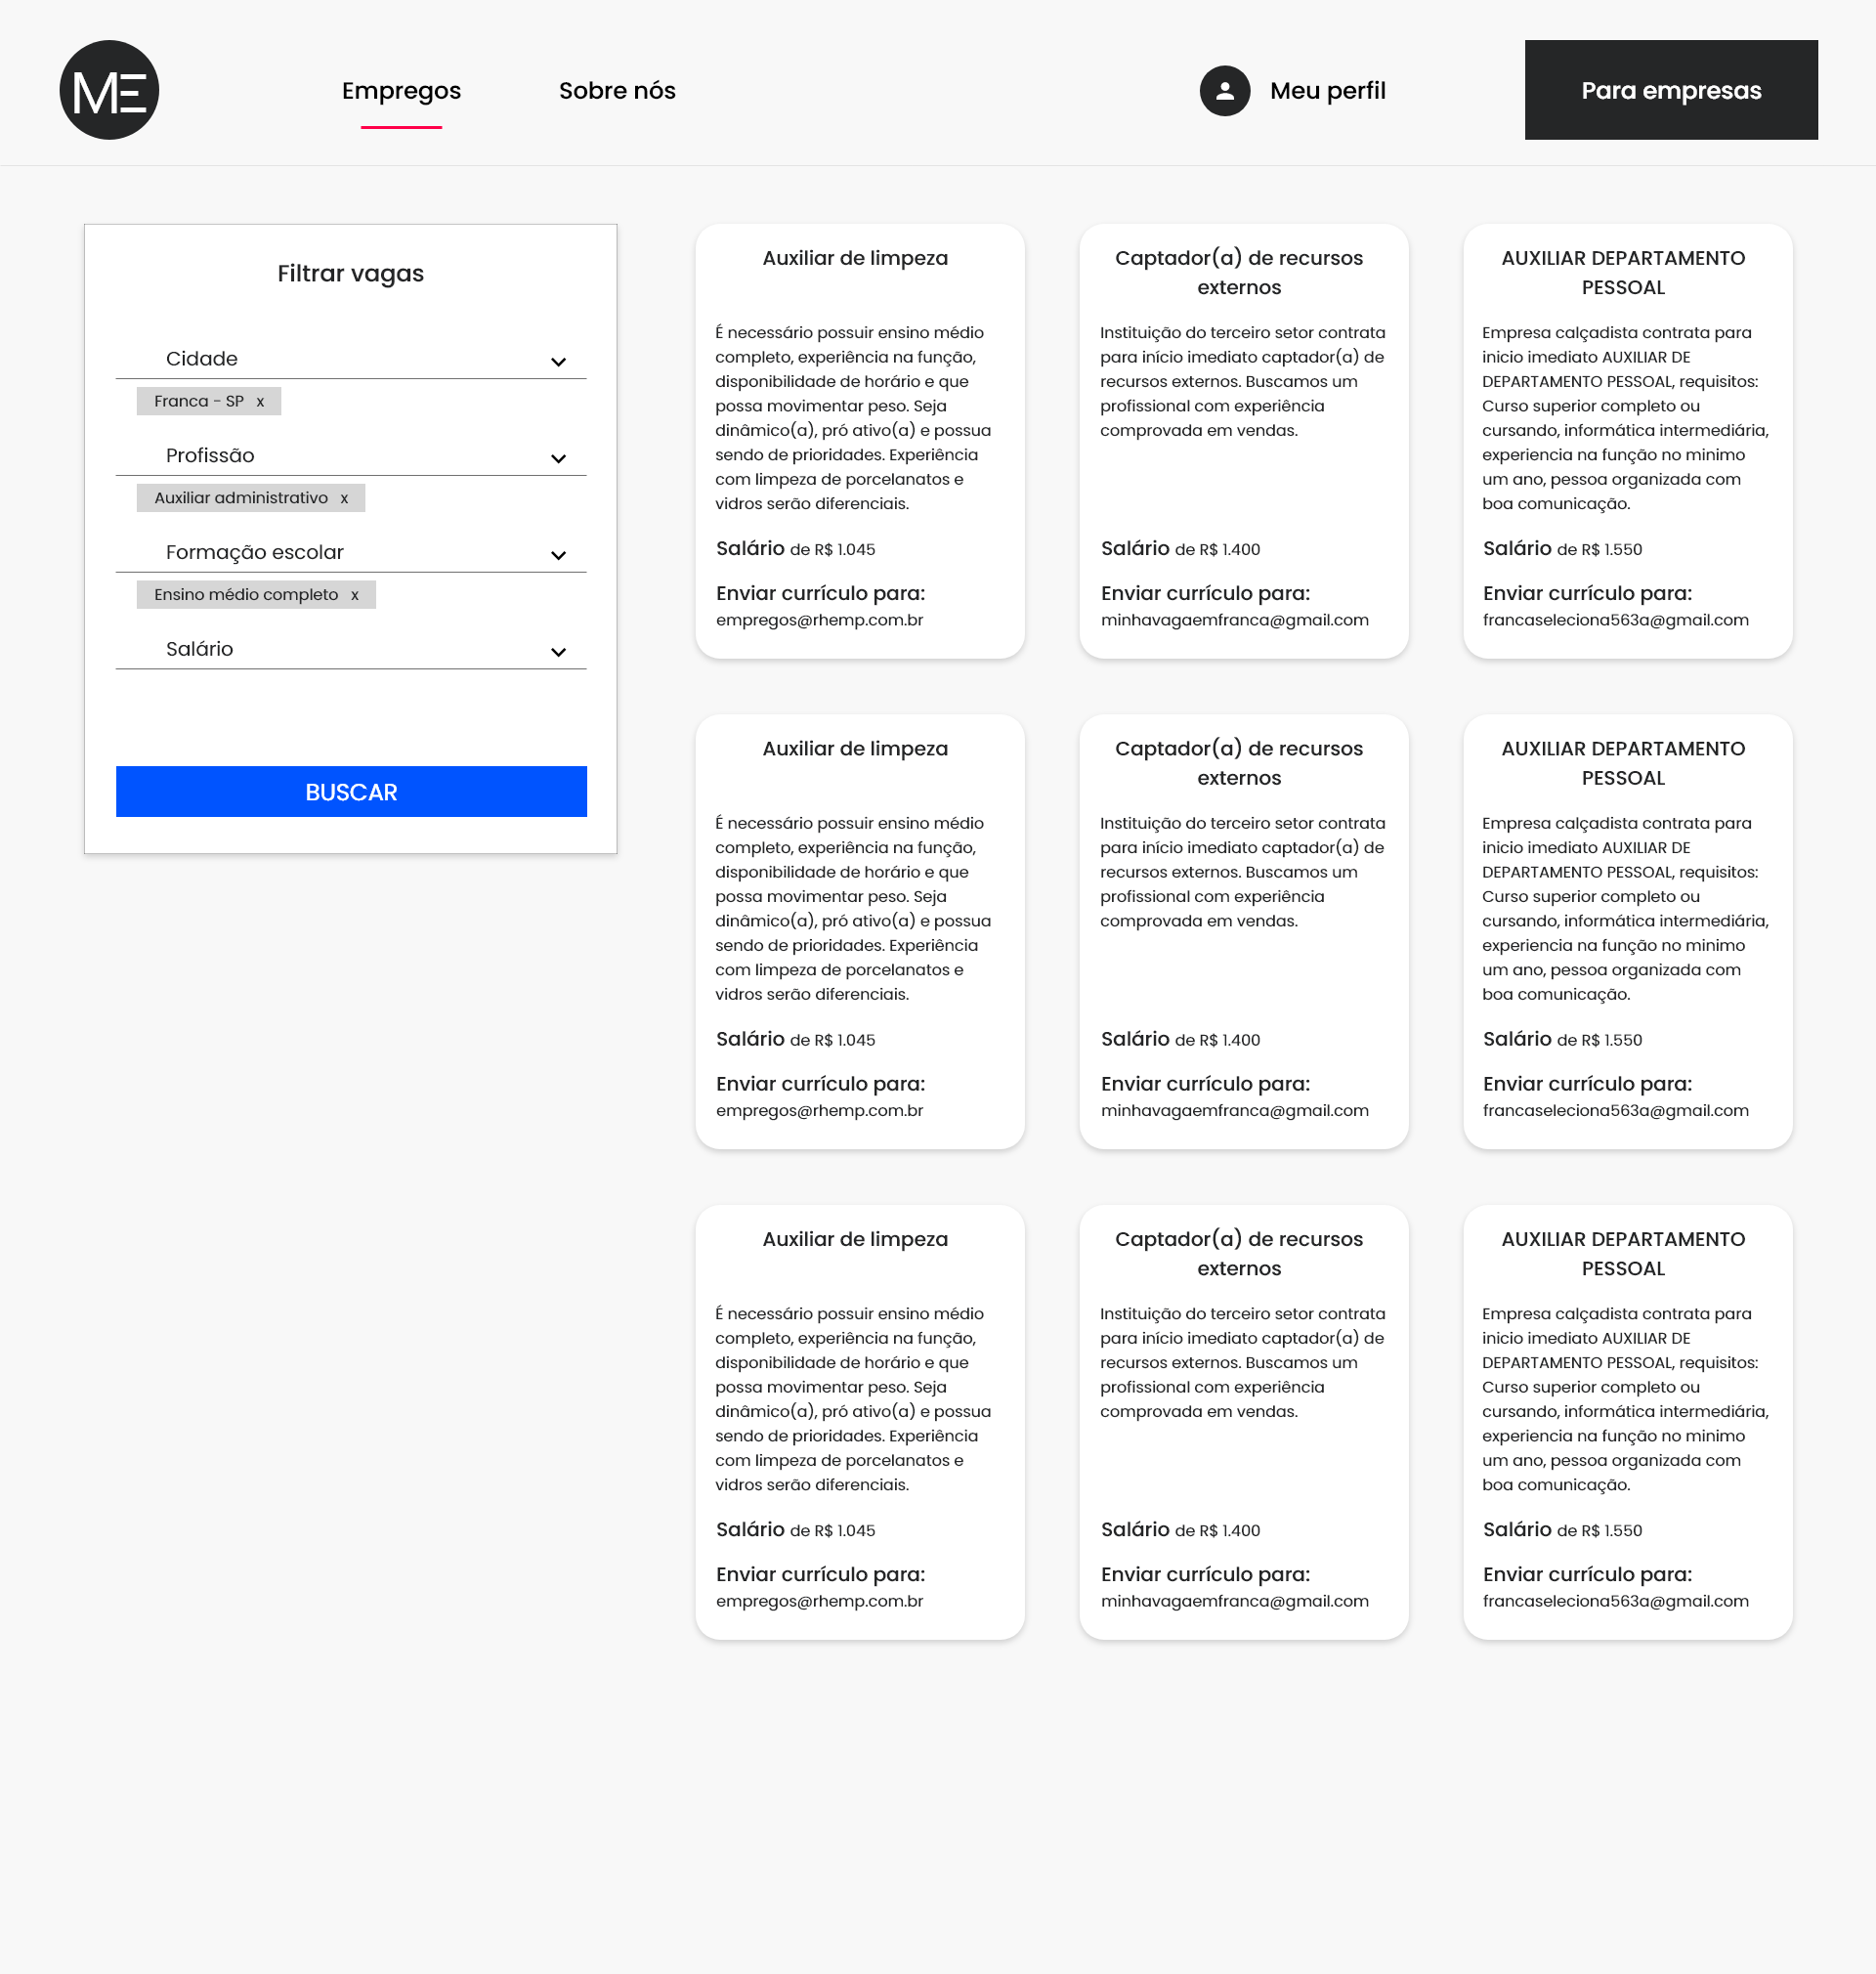 ME
Empregos
Sobre nós
Meu perfil
Para empresas
Filtrar vagas
Cidade
Franca - SP x
Profissão
Auxiliar administrativo x
Formação escolar
Ensino médio completo x
Salário
BUSCAR
Auxiliar de limpeza
É necessário possuir ensino médio
completo, experiência na função,
disponibilidade de horário e que
possa movimentar peso. Seja
dinâmico(a), pró ativo(a) e possua
sendo de prioridades. Experiência
com limpeza de porcelanatos e
vidros serão diferenciais.
Salário de R$ 1.045
Enviar currículo para:
empregos@rhemp.com.br
Captador(a) de recursos
externos
Instituição do terceiro setor contrata
para início imediato captador(a) de
recursos externos. Buscamos um
profissional com experiência
comprovada em vendas.
Salário de R$ 1.400
Enviar currículo para:
minhavagaemfranca@gmail.com
AUXILIAR DEPARTAMENTO
PESSOAL
Empresa calçadista contrata para
inicio imediato AUXILIAR DE
DEPARTAMENTO PESSOAL, requisitos:
Curso superior completo ou
cursando, informática intermediária,
experiencia na função no minimo
um ano, pessoa organizada com
boa comunicação.
Salário de R$ 1.550
Enviar currículo para:
francaseleciona563a@gmail.com
Auxiliar de limpeza
É necessário possuir ensino médio
completo, experiência na função,
disponibilidade de horário e que
possa movimentar peso. Seja
dinâmico(a), pró ativo(a) e possua
sendo de prioridades. Experiência
com limpeza de porcelanatos e
vidros serão diferenciais.
Salário de R$ 1.045
Enviar currículo para:
empregos@rhemp.com.br
Captador(a) de recursos
externos
Instituição do terceiro setor contrata
para início imediato captador(a) de
recursos externos. Buscamos um
profissional com experiência
comprovada em vendas.
Salário de R$ 1.400
Enviar currículo para:
minhavagaemfranca@gmail.com
AUXILIAR DEPARTAMENTO
PESSOAL
Empresa calçadista contrata para
inicio imediato AUXILIAR DE
DEPARTAMENTO PESSOAL, requisitos:
Curso superior completo ou
cursando, informática intermediária,
experiencia na função no minimo
um ano, pessoa organizada com
boa comunicação.
Salário de R$ 1.550
Enviar currículo para:
francaseleciona563a@gmail.com
Auxiliar de limpeza
É necessário possuir ensino médio
completo, experiência na função,
disponibilidade de horário e que
possa movimentar peso. Seja
dinâmico(a), pró ativo(a) e possua
sendo de prioridades. Experiência
com limpeza de porcelanatos e
vidros serão diferenciais.
Salário de R$ 1.045
Enviar currículo para:
empregos@rhemp.com.br
Captador(a) de recursos
externos
Instituição do terceiro setor contrata
para início imediato captador(a) de
recursos externos. Buscamos um
profissional com experiência
comprovada em vendas.
Salário de R$ 1.400
Enviar currículo para:
minhavagaemfranca@gmail.com
AUXILIAR DEPARTAMENTO
PESSOAL
Empresa calçadista contrata para
inicio imediato AUXILIAR DE
DEPARTAMENTO PESSOAL, requisitos:
Curso superior completo ou
cursando, informática intermediária,
experiencia na função no minimo
um ano, pessoa organizada com
boa comunicação.
Salário de R$ 1.550
Enviar currículo para:
francaseleciona563a@gmail.com